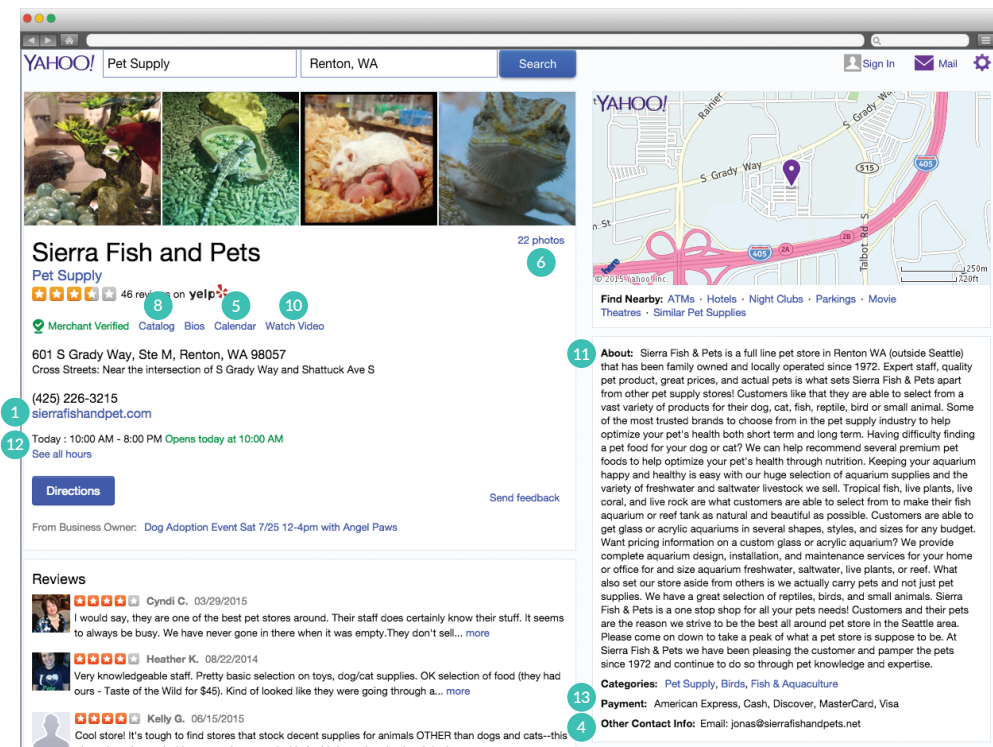 YAHOO!
Pet Supply
Renton, WA
Search
Sign In
Mail
22 photos
6
Sierra Fish and Pets
Pet Supply
46 reviews on yelp
8
5
10
Merchant Verified Catalog Bios Calendar Watch Video
601 S Grady Way, Ste M, Renton, WA 98057
Cross Streets: Near the intersection of S Grady Way and Shattuck Ave S
(425) 226-3215
1
sierrafishandpet.com
12
Today : 10:00 AM - 8:00 PM Opens today at 10:00 AM
See all hours
Directions
Send feedback
From Business Owner: Dog Adoption Event Sat 7/25 12-4pm with Angel Paws
Reviews
Cyndi C. 03/29/2015
I would say, they are one of the best pet stores around. Their staff does certainly know their stuff. It seems
to always be busy. We have never gone in there when it was empty.They don't sell... more
Heather K. 08/22/2014
Very knowledgeable staff. Pretty basic selection on toys, dog/cat supplies. OK selection of food (they had
ours - Taste of the Wild for $45). Kind of looked like they were going through a... more
Kelly G. 06/15/2015
Cool store! It's tough to find stores that stock decent supplies for animals OTHER than dogs and cats--this
YAHOO!
Rainier
S Grady Way
S Grady Way
515
405
405
2B
2A
Talbot Rd S
St
here
© 2015 Yahoo! Inc.
250m
Find Nearby: ATMs · Hotels · Night Clubs · Parkings · Movie
Theatres · Similar Pet Supplies
11
About: Sierra Fish & Pets is a full line pet store in Renton WA (outside Seattle)
that has been family owned and locally operated since 1972. Expert staff, quality
pet product, great prices, and actual pets is what sets Sierra Fish & Pets apart
from other pet supply stores! Customers like that they are able to select from a
vast variety of products for their dog, cat, fish, reptile, bird or small animal. Some
of the most trusted brands to choose from in the pet supply industry to help
optimize your pet's health both short term and long term. Having difficulty finding
a pet food for your dog or cat? We can help recommend several premium pet
foods to help optimize your pet's health through nutrition. Keeping your aquarium
happy and healthy is easy with our huge selection of aquarium supplies and the
variety of freshwater and saltwater livestock we sell. Tropical fish, live plants, live
coral, and live rock are what customers are able to select from to make their fish
aquarium or reef tank as natural and beautiful as possible. Customers are able to
get glass or acrylic aquariums in several shapes, styles, and sizes for any budget.
Want pricing information on a custom glass or acrylic aquarium? We provide
complete aquarium design, installation, and maintenance services for your home
or office for and size aquarium freshwater, saltwater, live plants, or reef. What
also set our store aside from others is we actually carry pets and not just pet
supplies. We have a great selection of reptiles, birds, and small animals. Sierra
Fish & Pets is a one stop shop for all your pets needs! Customers and their pets
are the reason we strive to be the best all around pet store in the Seattle area.
Please come on down to take a peak of what a pet store is suppose to be. At
Sierra Fish & Pets we have been pleasing the customer and pamper the pets
since 1972 and continue to do so through pet knowledge and expertise.
Categories: Pet Supply, Birds, Fish & Aquaculture
13
Payment: American Express, Cash, Discover, MasterCard, Visa
4
Other Contact Info: Email: jonas@sierrafishandpets.net